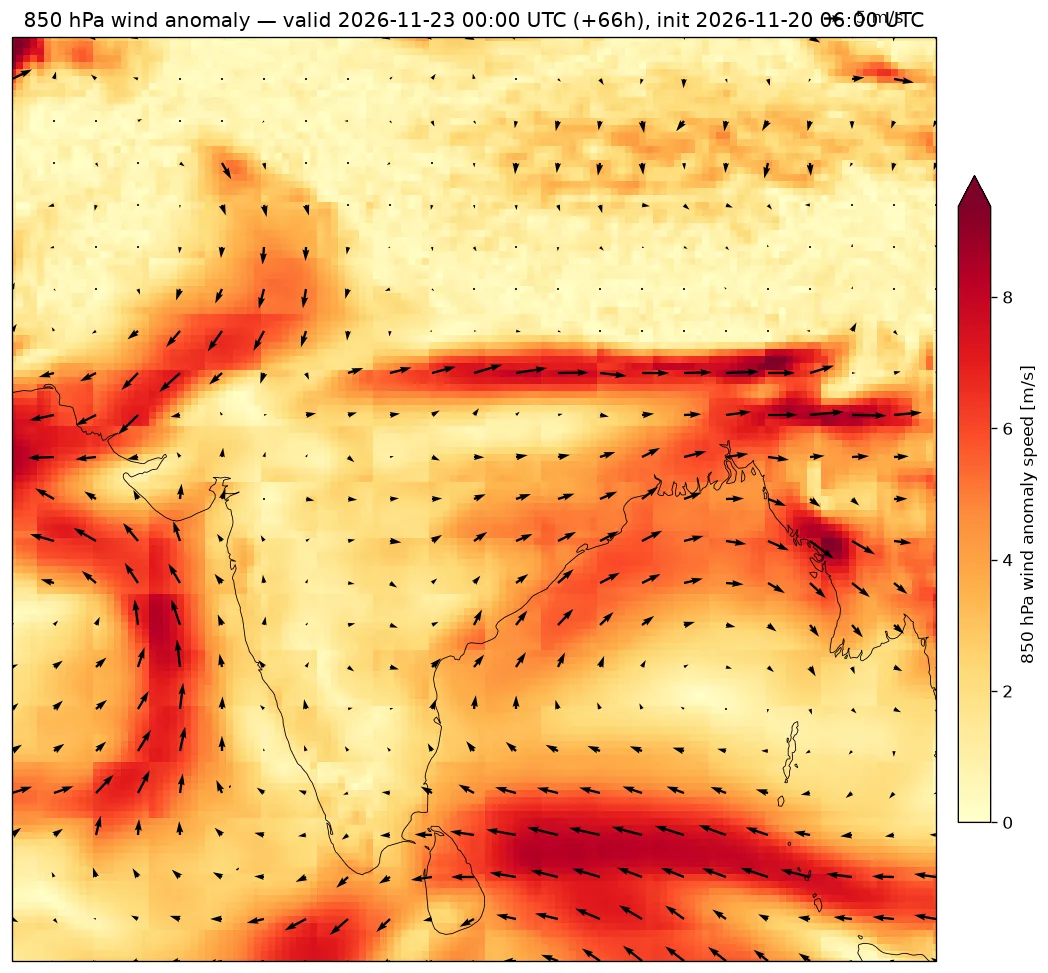 850 hPa wind anomaly — valid 2026-11-23 00:00 UTC (+66h), init 2026-11-20 06:00 UTC
5 m/s
8
6
4
2
0
850 hPa wind anomaly speed [m/s]